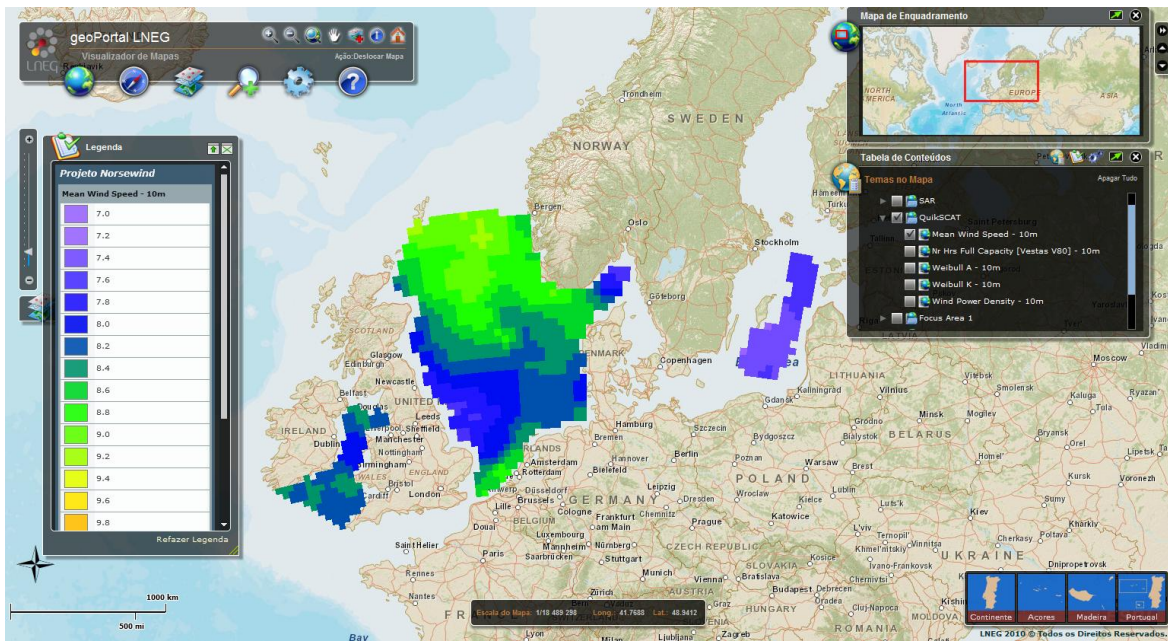 geoPortal LNEG
Visualizador de Mapas
Ação:Deslocar Mapa
LNEG
Legenda
Projeto Norsewind
Mean Wind Speed - 10m
7.0
7.2
7.4
7.6
7.8
8.0
8.2
8.4
8.6
8.8
9.0
9.2
9.4
9.6
9.8
Refazer Legenda
1000 km
500 mi
Mapa de Enquadramento
NORTH AMERICA
North Atlantic
EUROPE
ASIA
Tabela de Conteúdos
Temas no Mapa
Apagar Tudo
SAR
QuikSCAT
Mean Wind Speed - 10m
Nr Hrs Full Capacity [Vestas V80] - 10m
Weibull A - 10m
Weibull K - 10m
Wind Power Density - 10m
Focus Area 1
Trondheim
SWEDEN
NORWAY
Bergen
Oslo
Stockholm
Göteborg
SCOTLAND
Glasgow
Edinburgh
Newcastle
Belfast
Douglas
Leeds
IRELAND
Dublin
Sheffield
Manchester
Nottingham
Birmingham
ENGLAND
WALES
Cardiff
Bristol
London
Copenhagen
LITHUANIA
Kaliningrad
Vilnius
Vitebsk
Smolensk
Moscow
Kaluga
Tula
Ryazan'
Gdansk
Hamburg
Szczecin
Bremen
Bydgoszcz
Bialystok
Grodno
Minsk
Mogilev
BELARUS
Bryansk
Orel
Homel'
Lipetsk
Amsterdam
Rotterdam
Hannover
Berlin
Poznan
Warsaw
Brest
Bielefeld
POLAND
Düsseldorf
Brussels
Cologne
GERMANY
Leipzig
Dresden
Wroclaw
Kielce
Lublin
Luts'k
Kursk
Voronezh
Lille
BELGIUM
Frankfurt am Main
Chemnitz
Prague
Katowice
Kiev
Sumy
Douai
Luxembourg
L'viv
Ternopil'
Vinnitsa
Khmel'nitskiy
Cherkasy
Poltava
Kharkiv
Saint Helier
Paris
Mannheim
Nürnberg
Saarbrücken
Stuttgart
CZECH REPUBLIC
SLOVAKIA
Kosice
Ivano-Frankovsk
UKRAINE
Rennes
Munich
Vienna
Bratislava
Chernivtsi
Dnipropetrovsk
Nantes
Zürich
Budapest
Debrecen
HUNGARY
Oradea
Cluj-Napoca
MOLDOVA
Graz
Lyon
Milan
Ljubljana
Zagreb
ROMANIA
Bay
Escala do Mapa: 1/18 489 298 Long.: 41.7688 Lat.: 48.9412
Continente
Açores
Madeira
Portugal
LNEG 2010 © Todos os Direitos Reservados